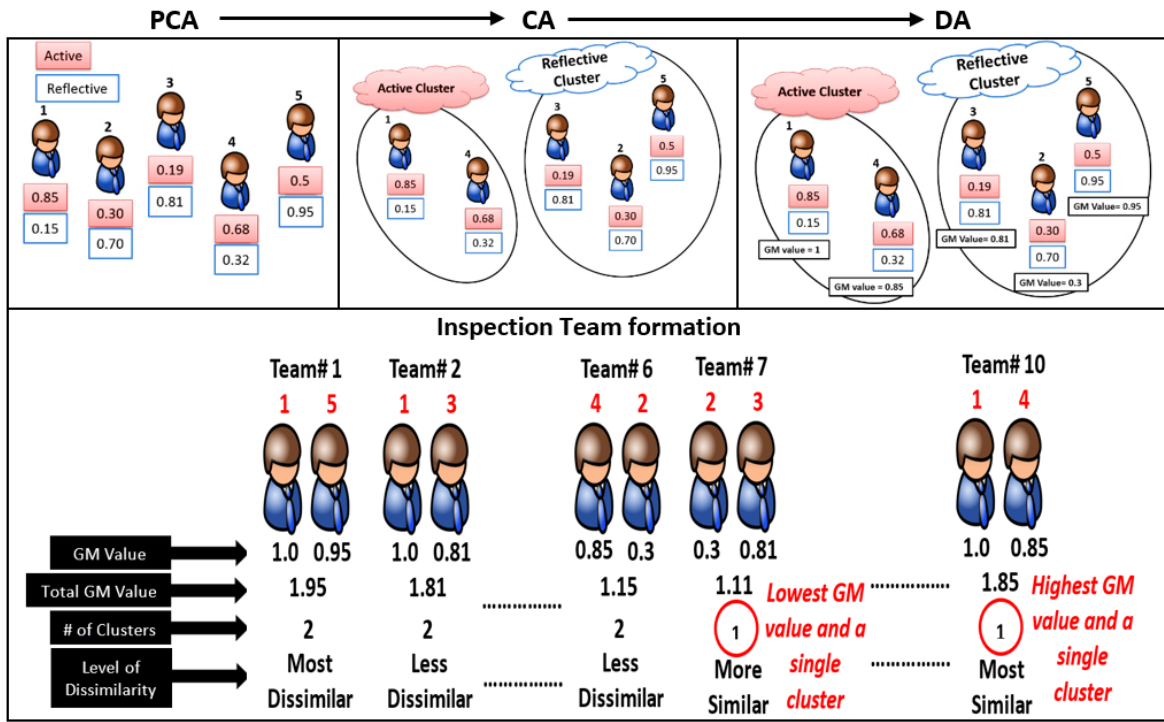 PCA
CA
DA
Active
Reflective
1
0.85
0.15
2
0.30
0.70
3
0.19
0.81
4
0.68
0.32
5
0.5
0.95
Active Cluster
1
0.85
0.15
4
0.68
0.32
Reflective
Cluster
3
0.19
0.81
2
0.30
0.70
5
0.5
0.95
Active Cluster
1
0.85
0.15
GM value = 1
4
0.68
0.32
GM value = 0.85
Reflective
Cluster
3
0.19
0.81
GM Value= 0.81
2
0.30
0.70
GM Value= 0.3
5
0.5
0.95
GM Value= 0.95
Inspection Team formation
Team# 1 Team# 2 Team# 6 Team# 7 Team# 10
1 5 1 3 4 2 2 3 1 4
GM Value 1.0 0.95 1.0 0.81 0.85 0.3 0.3 0.81 1.0 0.85
Total GM Value 1.95 1.81 ............. 1.15 1.11 ............. 1.85
# of Clusters 2 2 2 1 1
Level of
Dissimilarity
Most
Dissimilar
Less
Dissimilar
.............
Less
Dissimilar
More
Similar
.............
Most
Similar
Lowest GM
value and a
single
cluster
Highest GM
value and a
single
cluster